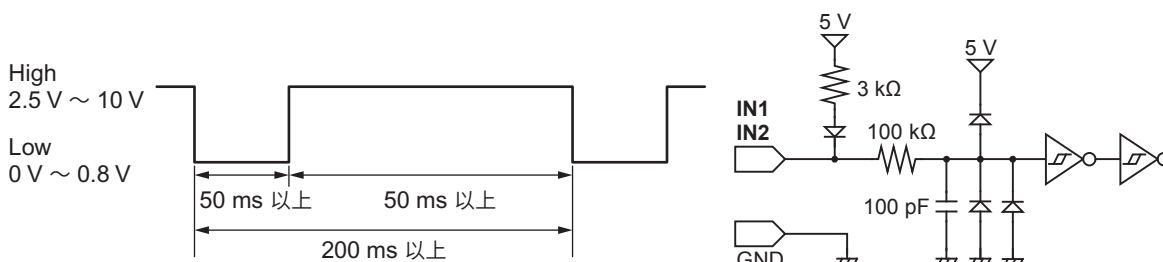 High
2.5 V ~ 10 V
Low
0 V ~ 0.8 V
50 ms 以上
50 ms 以上
200 ms 以上
5 V
3 kΩ
5 V
IN1
IN2
100 kΩ
100 pF
GND